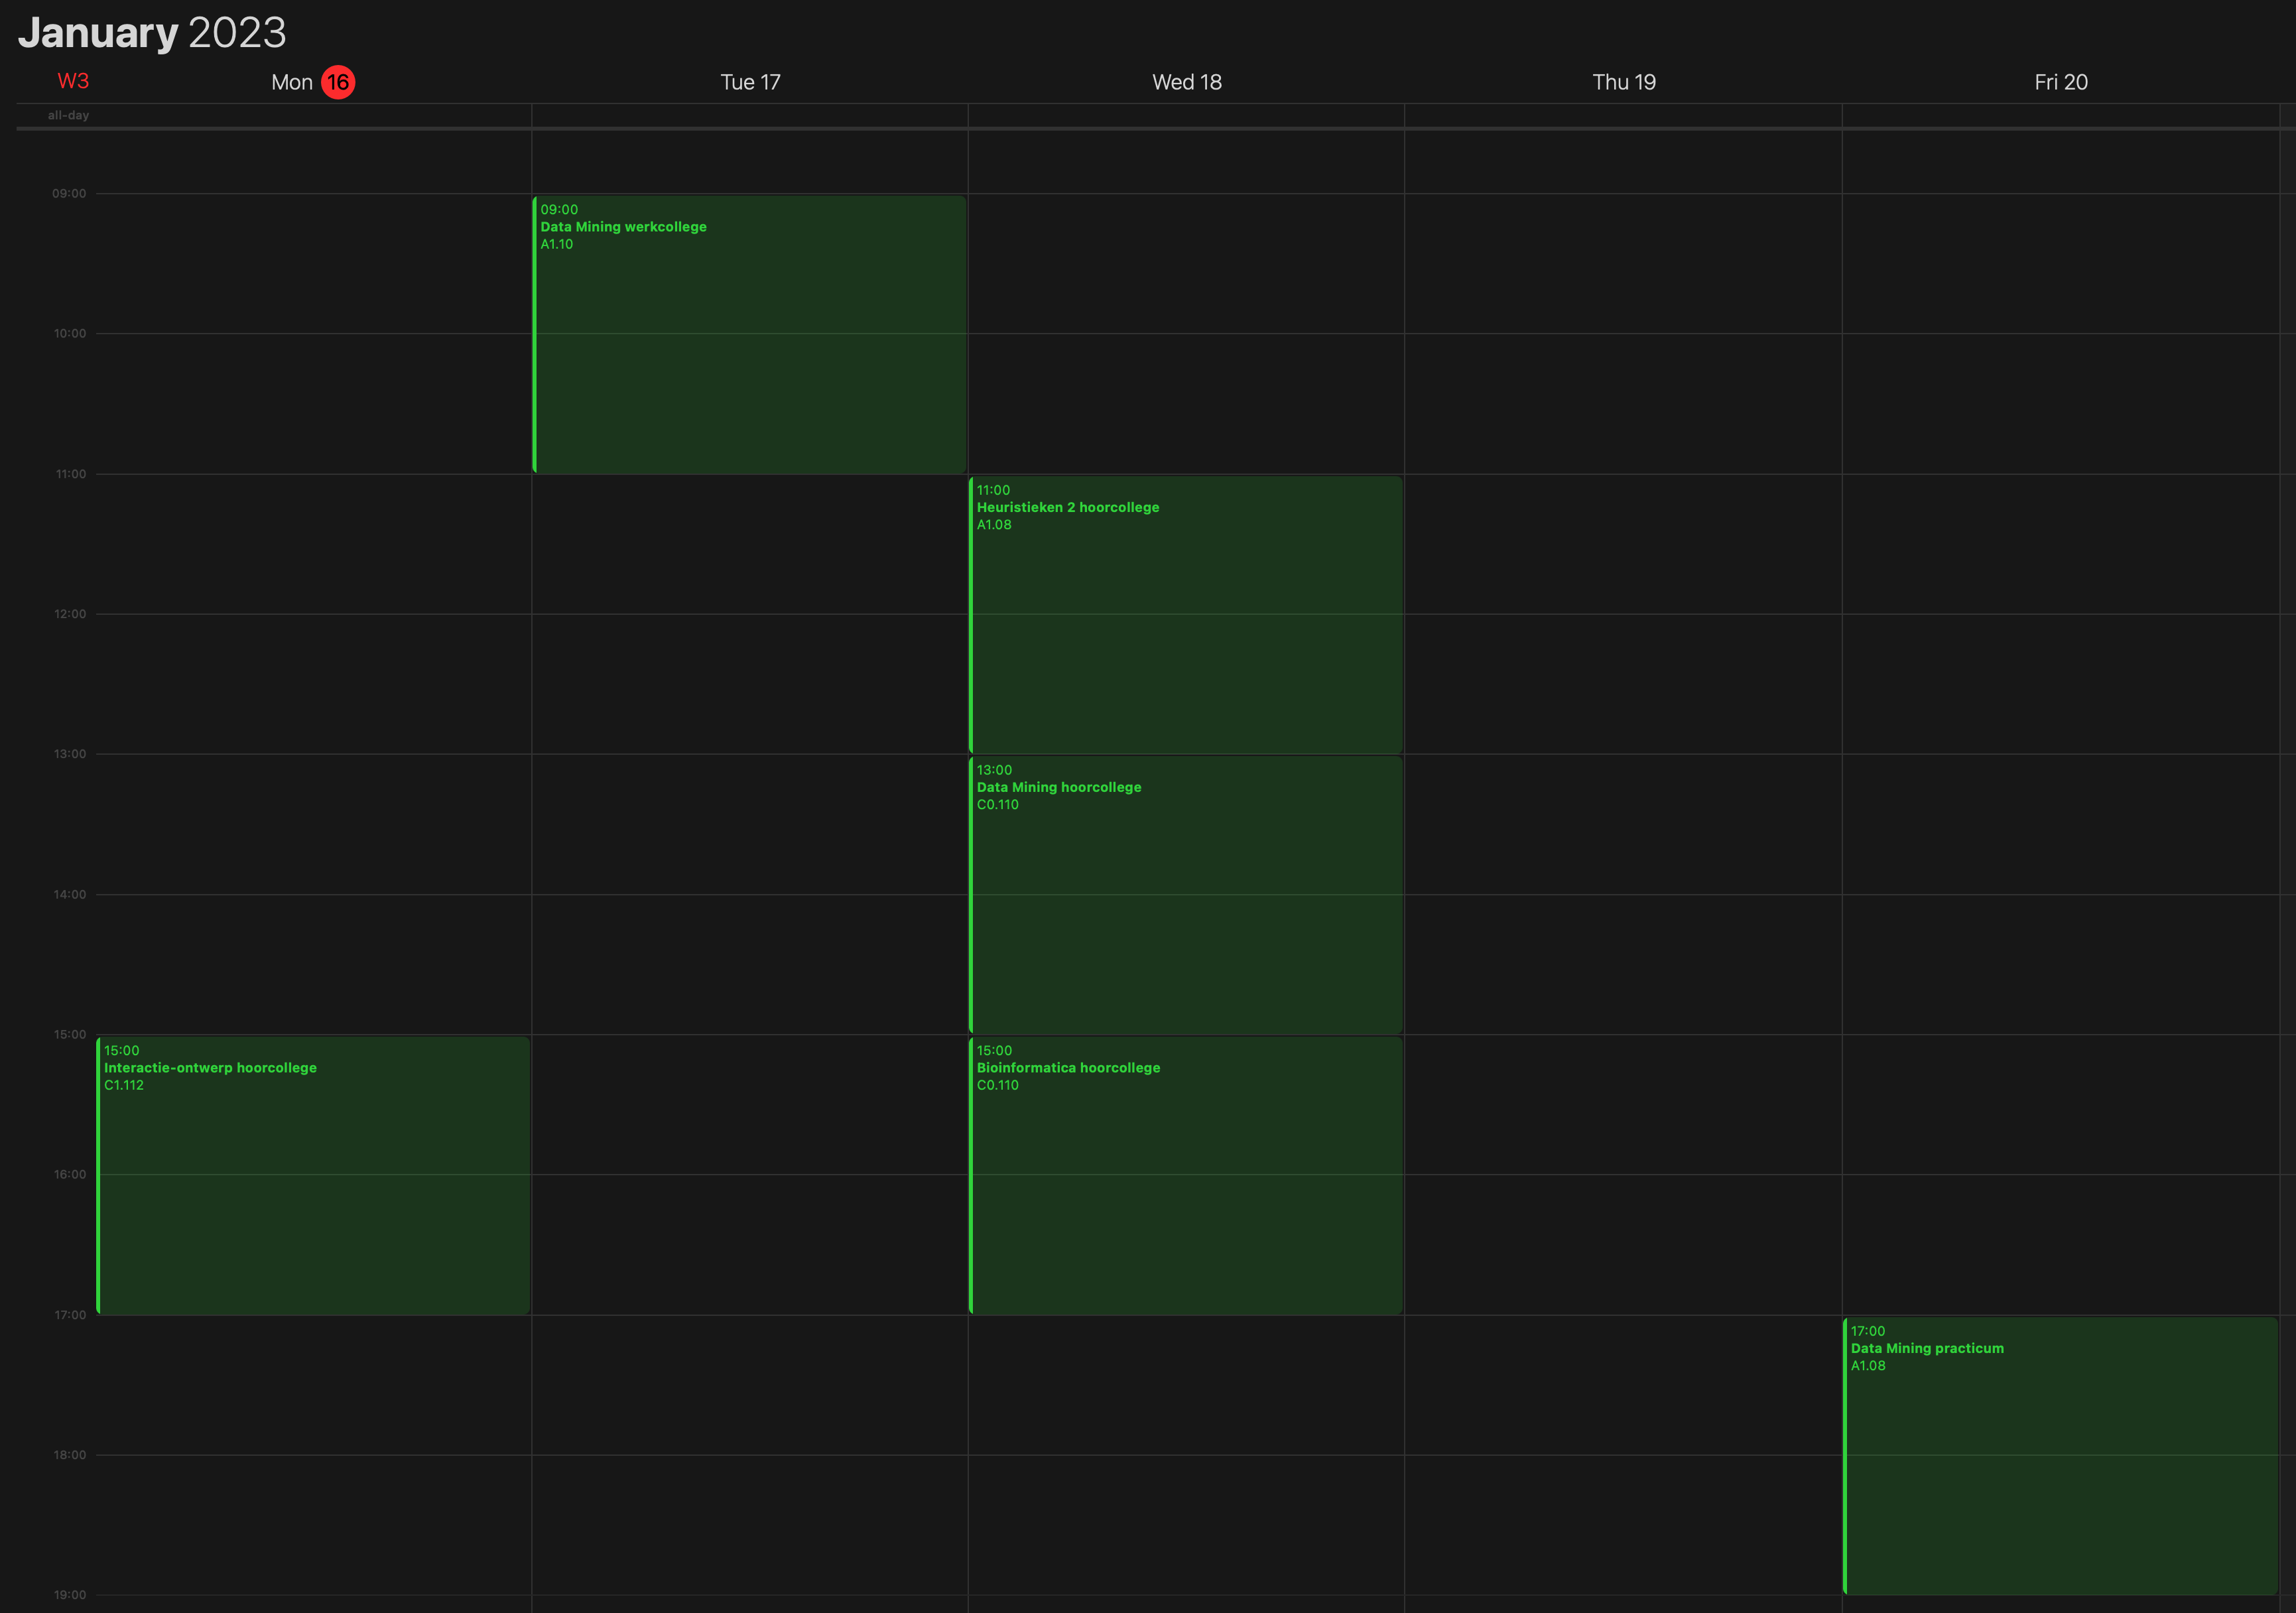 January 2023
W3 Mon 16 Tue 17 Wed 18 Thu 19 Fri 20
all-day
09:00
09:00
Data Mining werkcollege
A1.10
10:00
11:00
11:00
Heuristieken 2 hoorcollege
A1.08
12:00
13:00
13:00
Data Mining hoorcollege
C0.110
14:00
15:00
15:00
Interactie-ontwerp hoorcollege
C1.112
15:00
Bioinformatica hoorcollege
C0.110
16:00
17:00
17:00
Data Mining practicum
A1.08
18:00
19:00